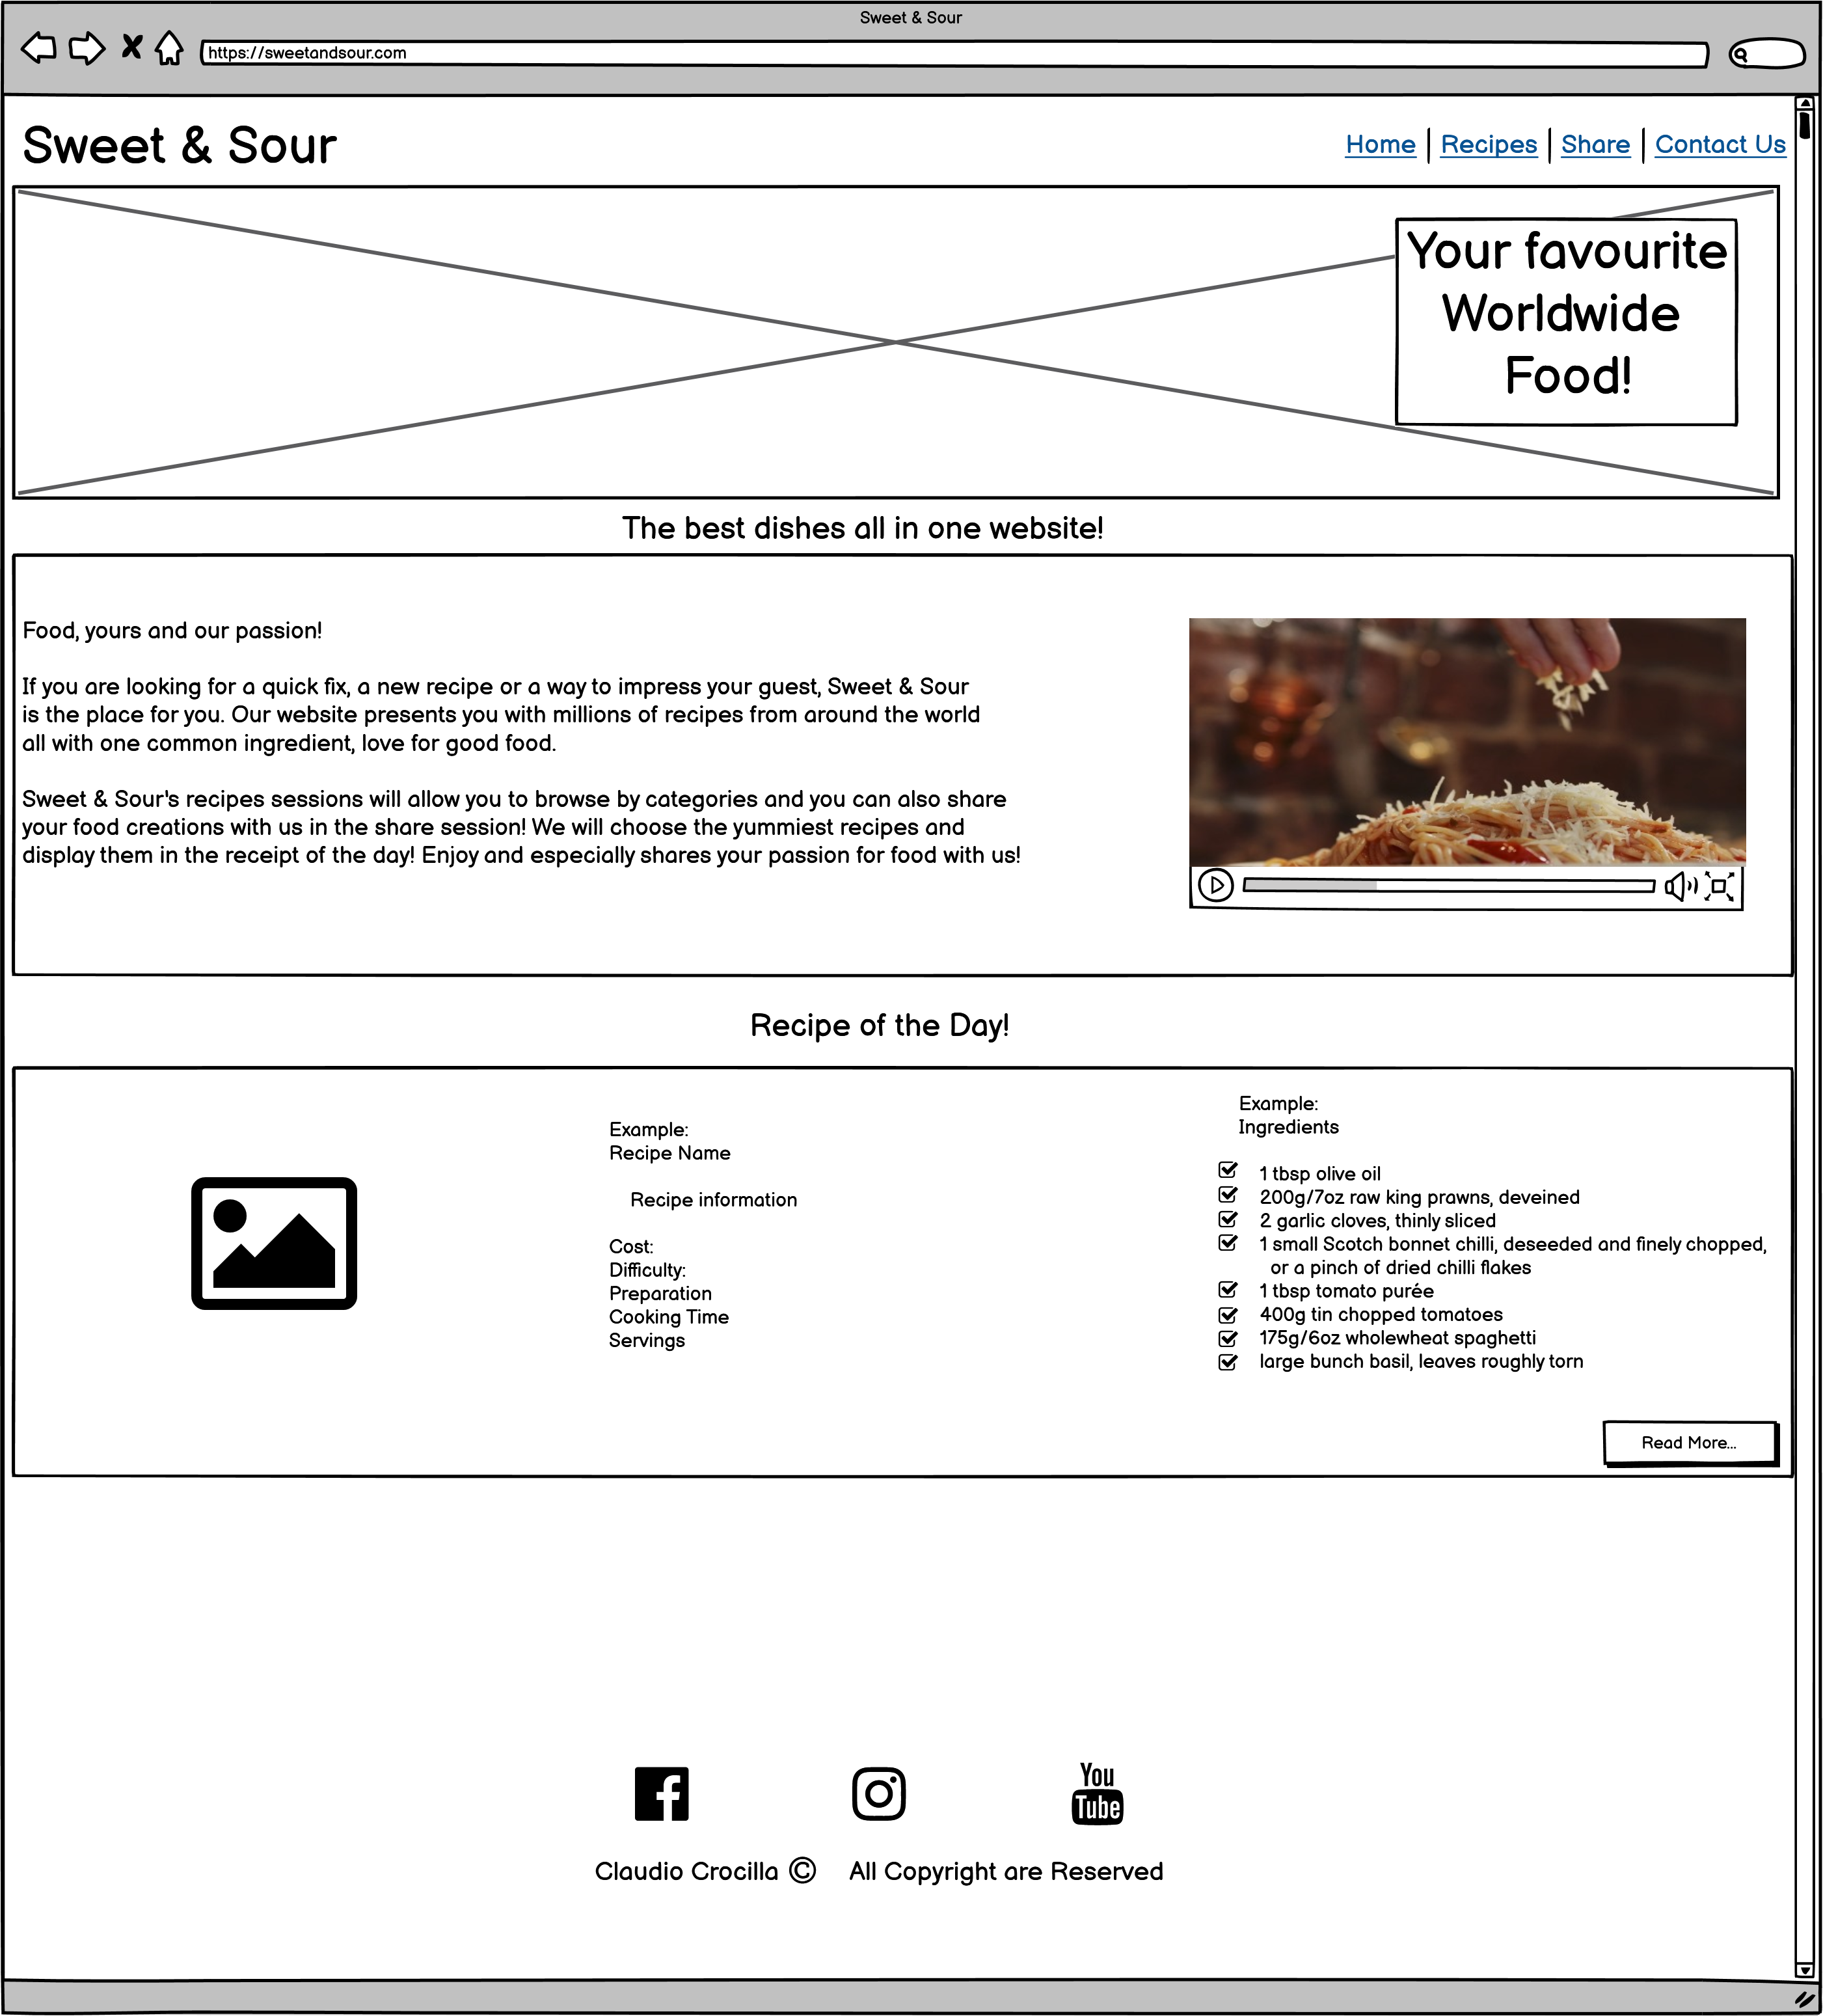 Sweet & Sour
https://sweetandsour.com
Sweet & Sour
Home Recipes Share Contact Us
Your favourite
Worldwide
Food!
The best dishes all in one website!
Food, yours and our passion!
If you are looking for a quick fix, a new recipe or a way to impress your guest, Sweet & Sour
is the place for you. Our website presents you with millions of recipes from around the world
all with one common ingredient, love for good food.
Sweet & Sour's recipes sessions will allow you to browse by categories and you can also share
your food creations with us in the share session! We will choose the yummiest recipes and
display them in the receipt of the day! Enjoy and especially shares your passion for food with us!
Recipe of the Day!
Example:
Recipe Name
Recipe information
Cost:
Difficulty:
Preparation
Cooking Time
Servings
Example:
Ingredients
1 tbsp olive oil
200g/7oz raw king prawns, deveined
2 garlic cloves, thinly sliced
1 small Scotch bonnet chilli, deseeded and finely chopped,
or a pinch of dried chilli flakes
1 tbsp tomato purée
400g tin chopped tomatoes
175g/6oz wholewheat spaghetti
large bunch basil, leaves roughly torn
Read More...
You
Tube
Claudio Crocilla © All Copyright are Reserved